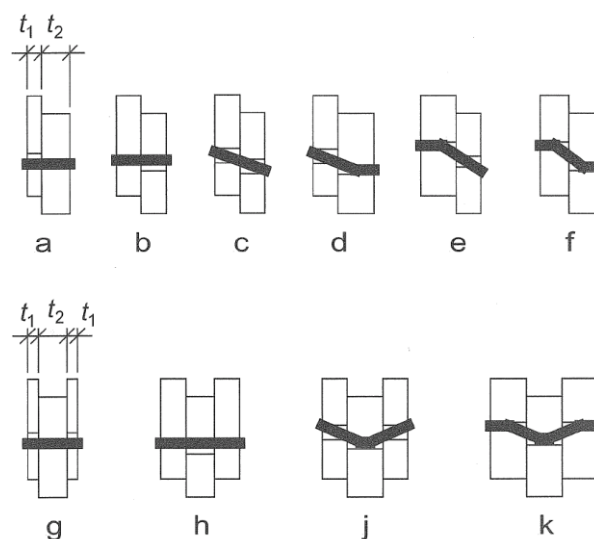 t₁ t₂
a b c d e f
t₁ t₂ t₁
g h j k